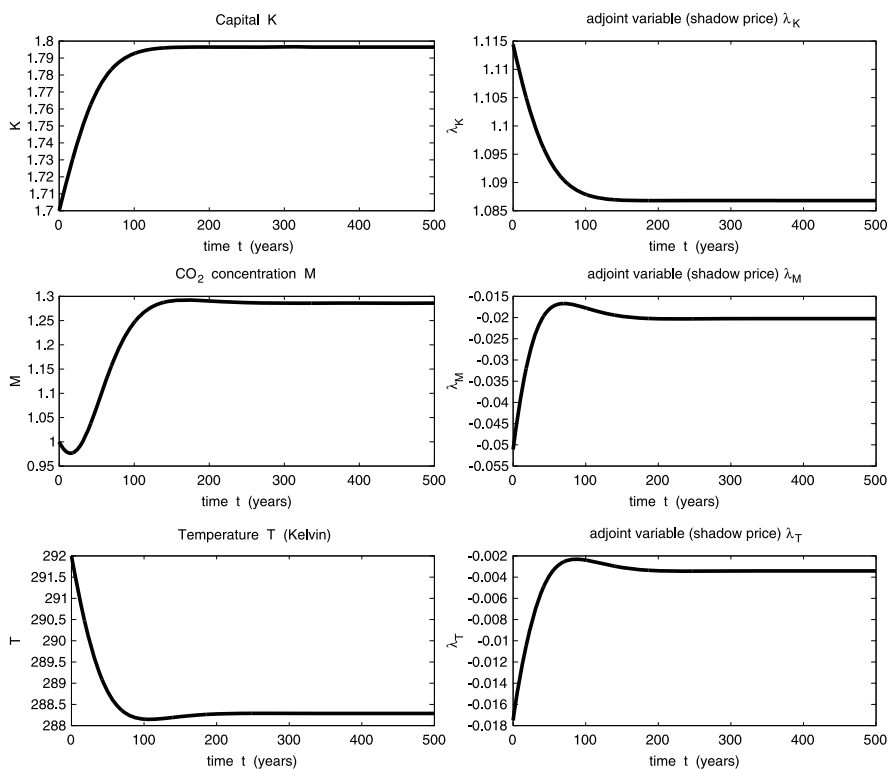 Capital K
1.8
1.79
1.78
1.77
1.76
1.75
1.74
1.73
1.72
1.71
1.7
K
0 100 200 300 400 500
time t (years)
adjoint variable (shadow price) λK
1.115
1.11
1.105
1.1
1.095
1.09
1.085
λK
0 100 200 300 400 500
time t (years)
CO2 concentration M
1.3
1.25
1.2
1.15
1.1
1.05
1
0.95
M
0 100 200 300 400 500
time t (years)
adjoint variable (shadow price) λM
-0.015
-0.02
-0.025
-0.03
-0.035
-0.04
-0.045
-0.05
-0.055
λM
0 100 200 300 400 500
time t (years)
Temperature T (Kelvin)
292
291.5
291
290.5
290
289.5
289
288.5
288
T
0 100 200 300 400 500
time t (years)
adjoint variable (shadow price) λT
-0.002
-0.004
-0.006
-0.008
-0.01
-0.012
-0.014
-0.016
-0.018
λT
0 100 200 300 400 500
time t (years)